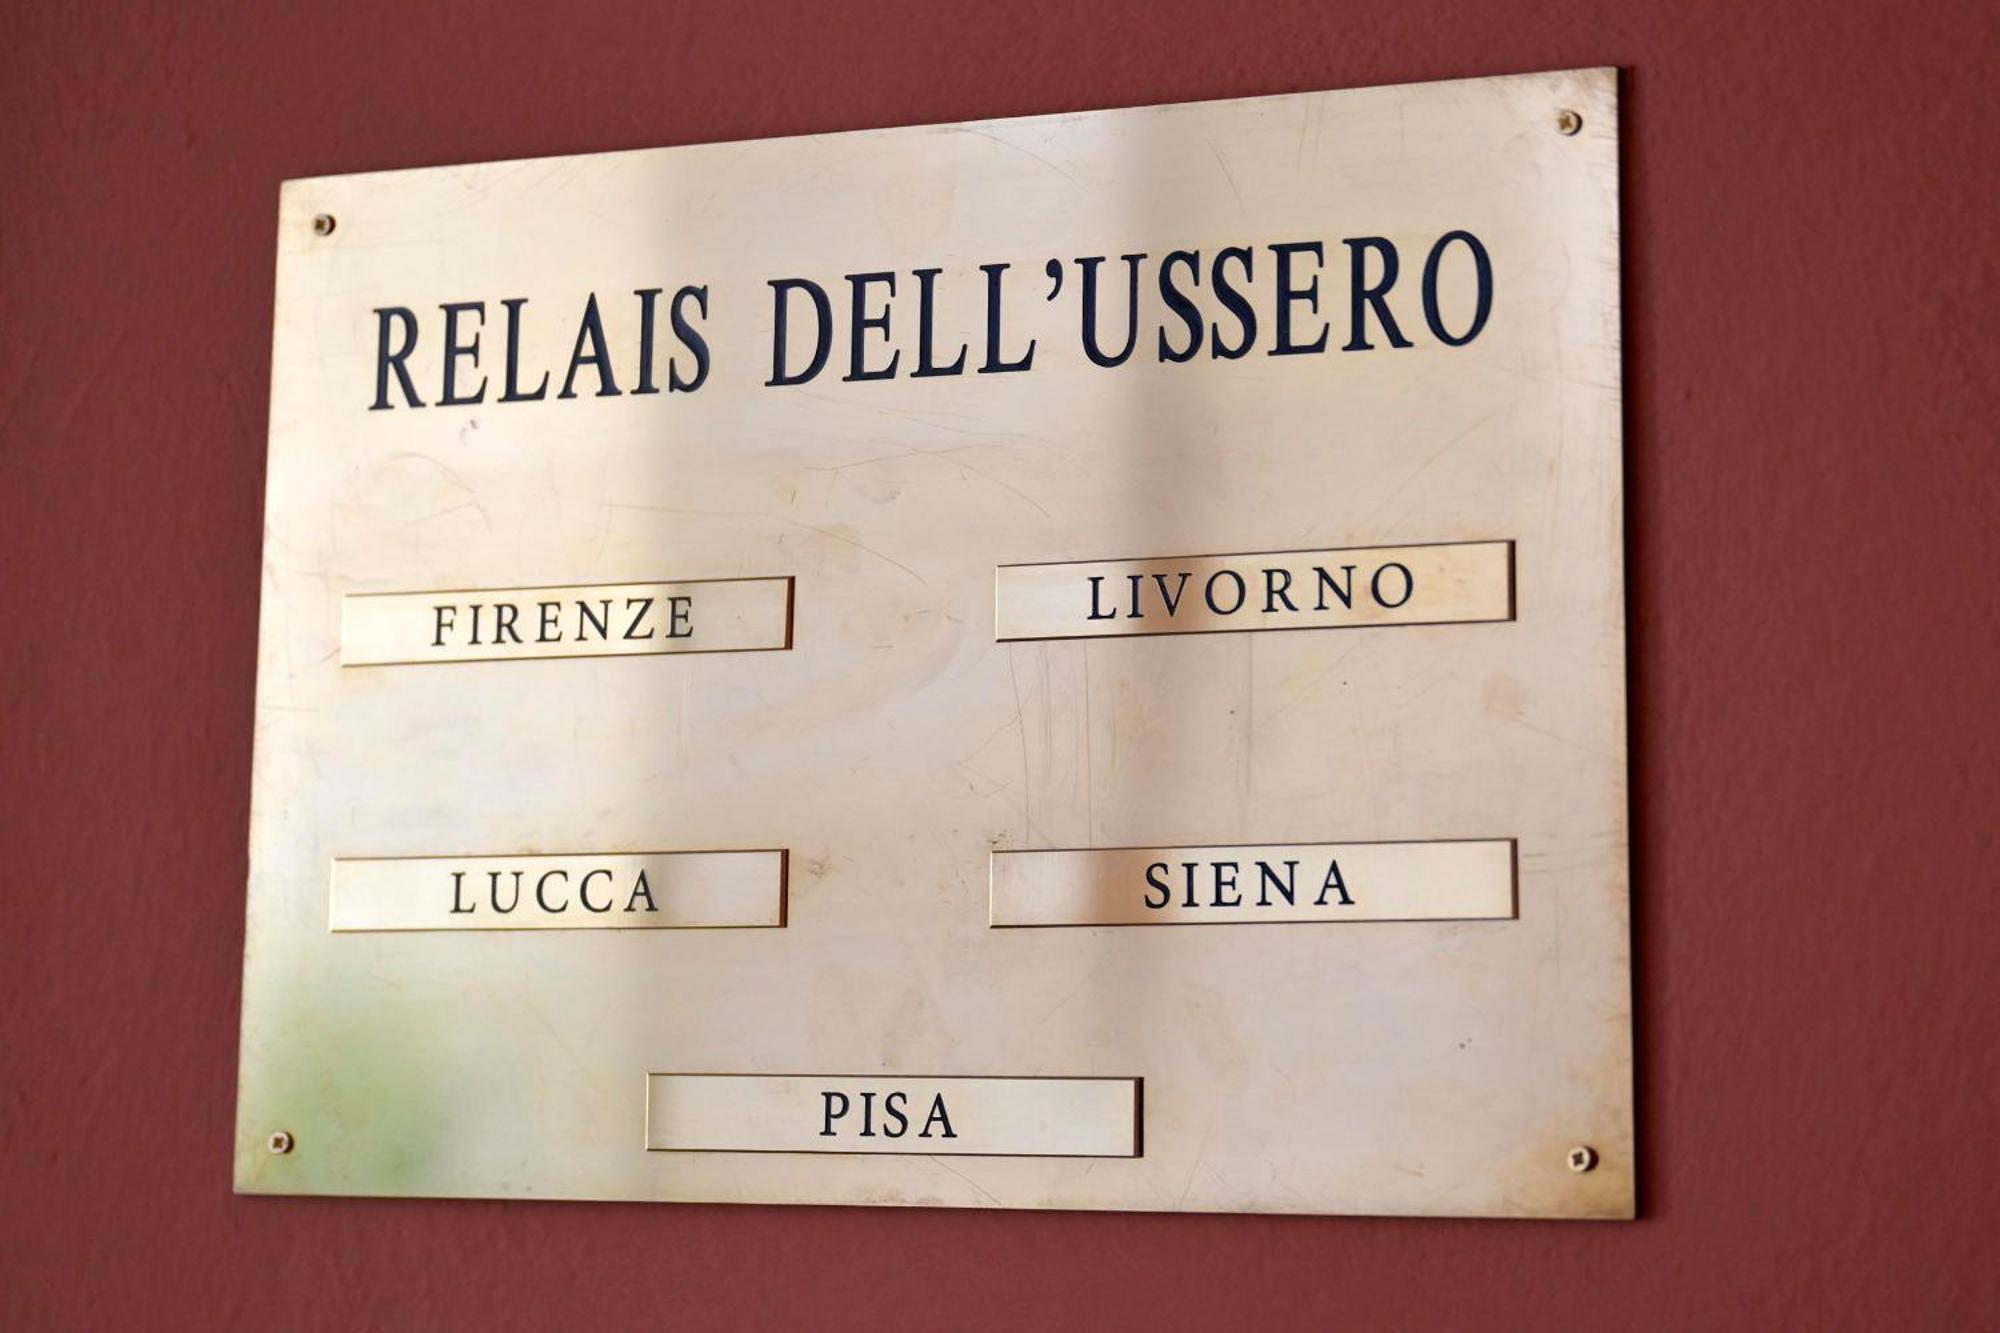 RELAIS DELL'USSERO
FIRENZE
LIVORNO
LUCCA
SIENA
PISA